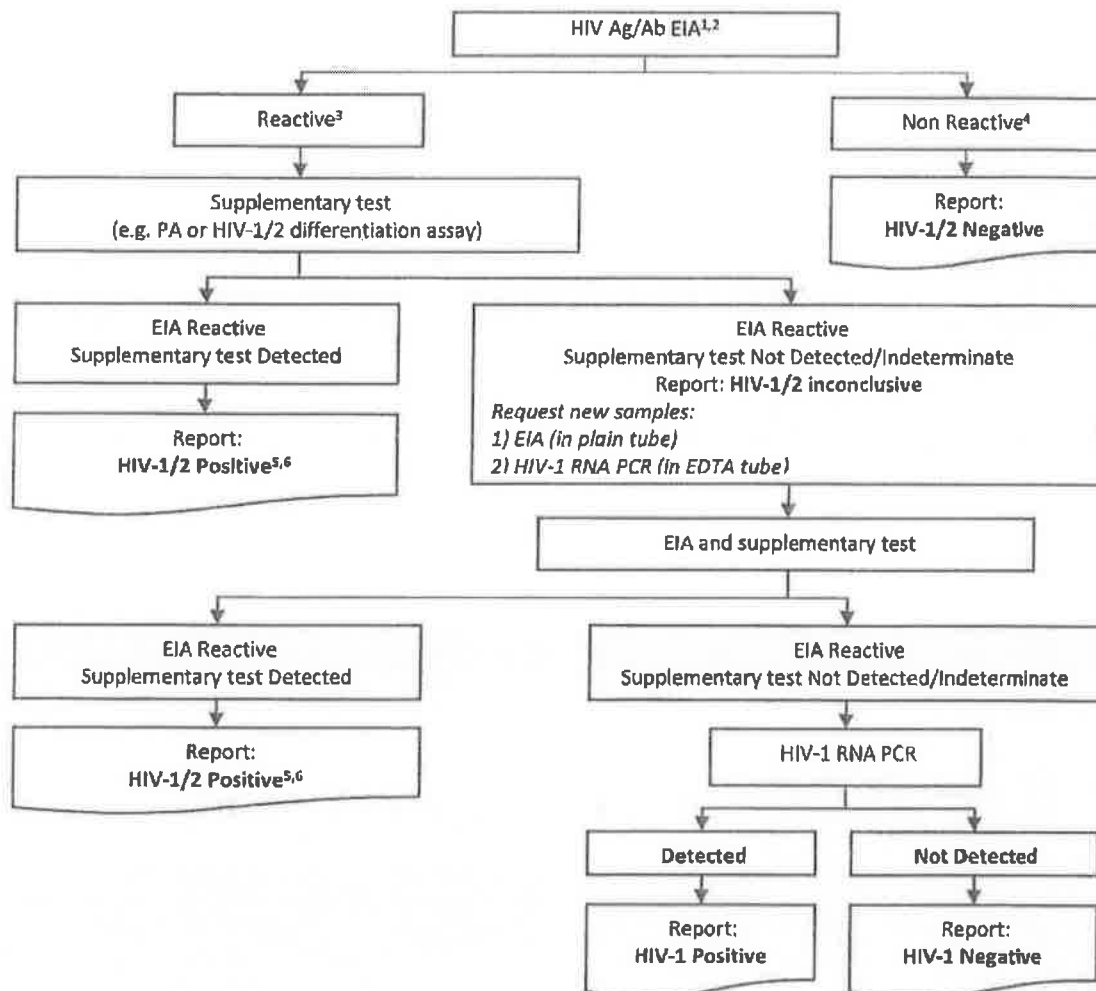 HIV Ag/Ab EIA¹,²
Reactive³
Non Reactive⁴
Supplementary test
(e.g. PA or HIV-1/2 differentiation assay)
Report:
HIV-1/2 Negative
EIA Reactive
Supplementary test Detected
EIA Reactive
Supplementary test Not Detected/Indeterminate
Report: HIV-1/2 inconclusive
Request new samples:
1) EIA (in plain tube)
2) HIV-1 RNA PCR (in EDTA tube)
Report:
HIV-1/2 Positive⁵,⁶
EIA and supplementary test
EIA Reactive
Supplementary test Detected
EIA Reactive
Supplementary test Not Detected/Indeterminate
Report:
HIV-1/2 Positive⁵,⁶
HIV-1 RNA PCR
Detected
Not Detected
Report:
HIV-1 Positive
Report:
HIV-1 Negative